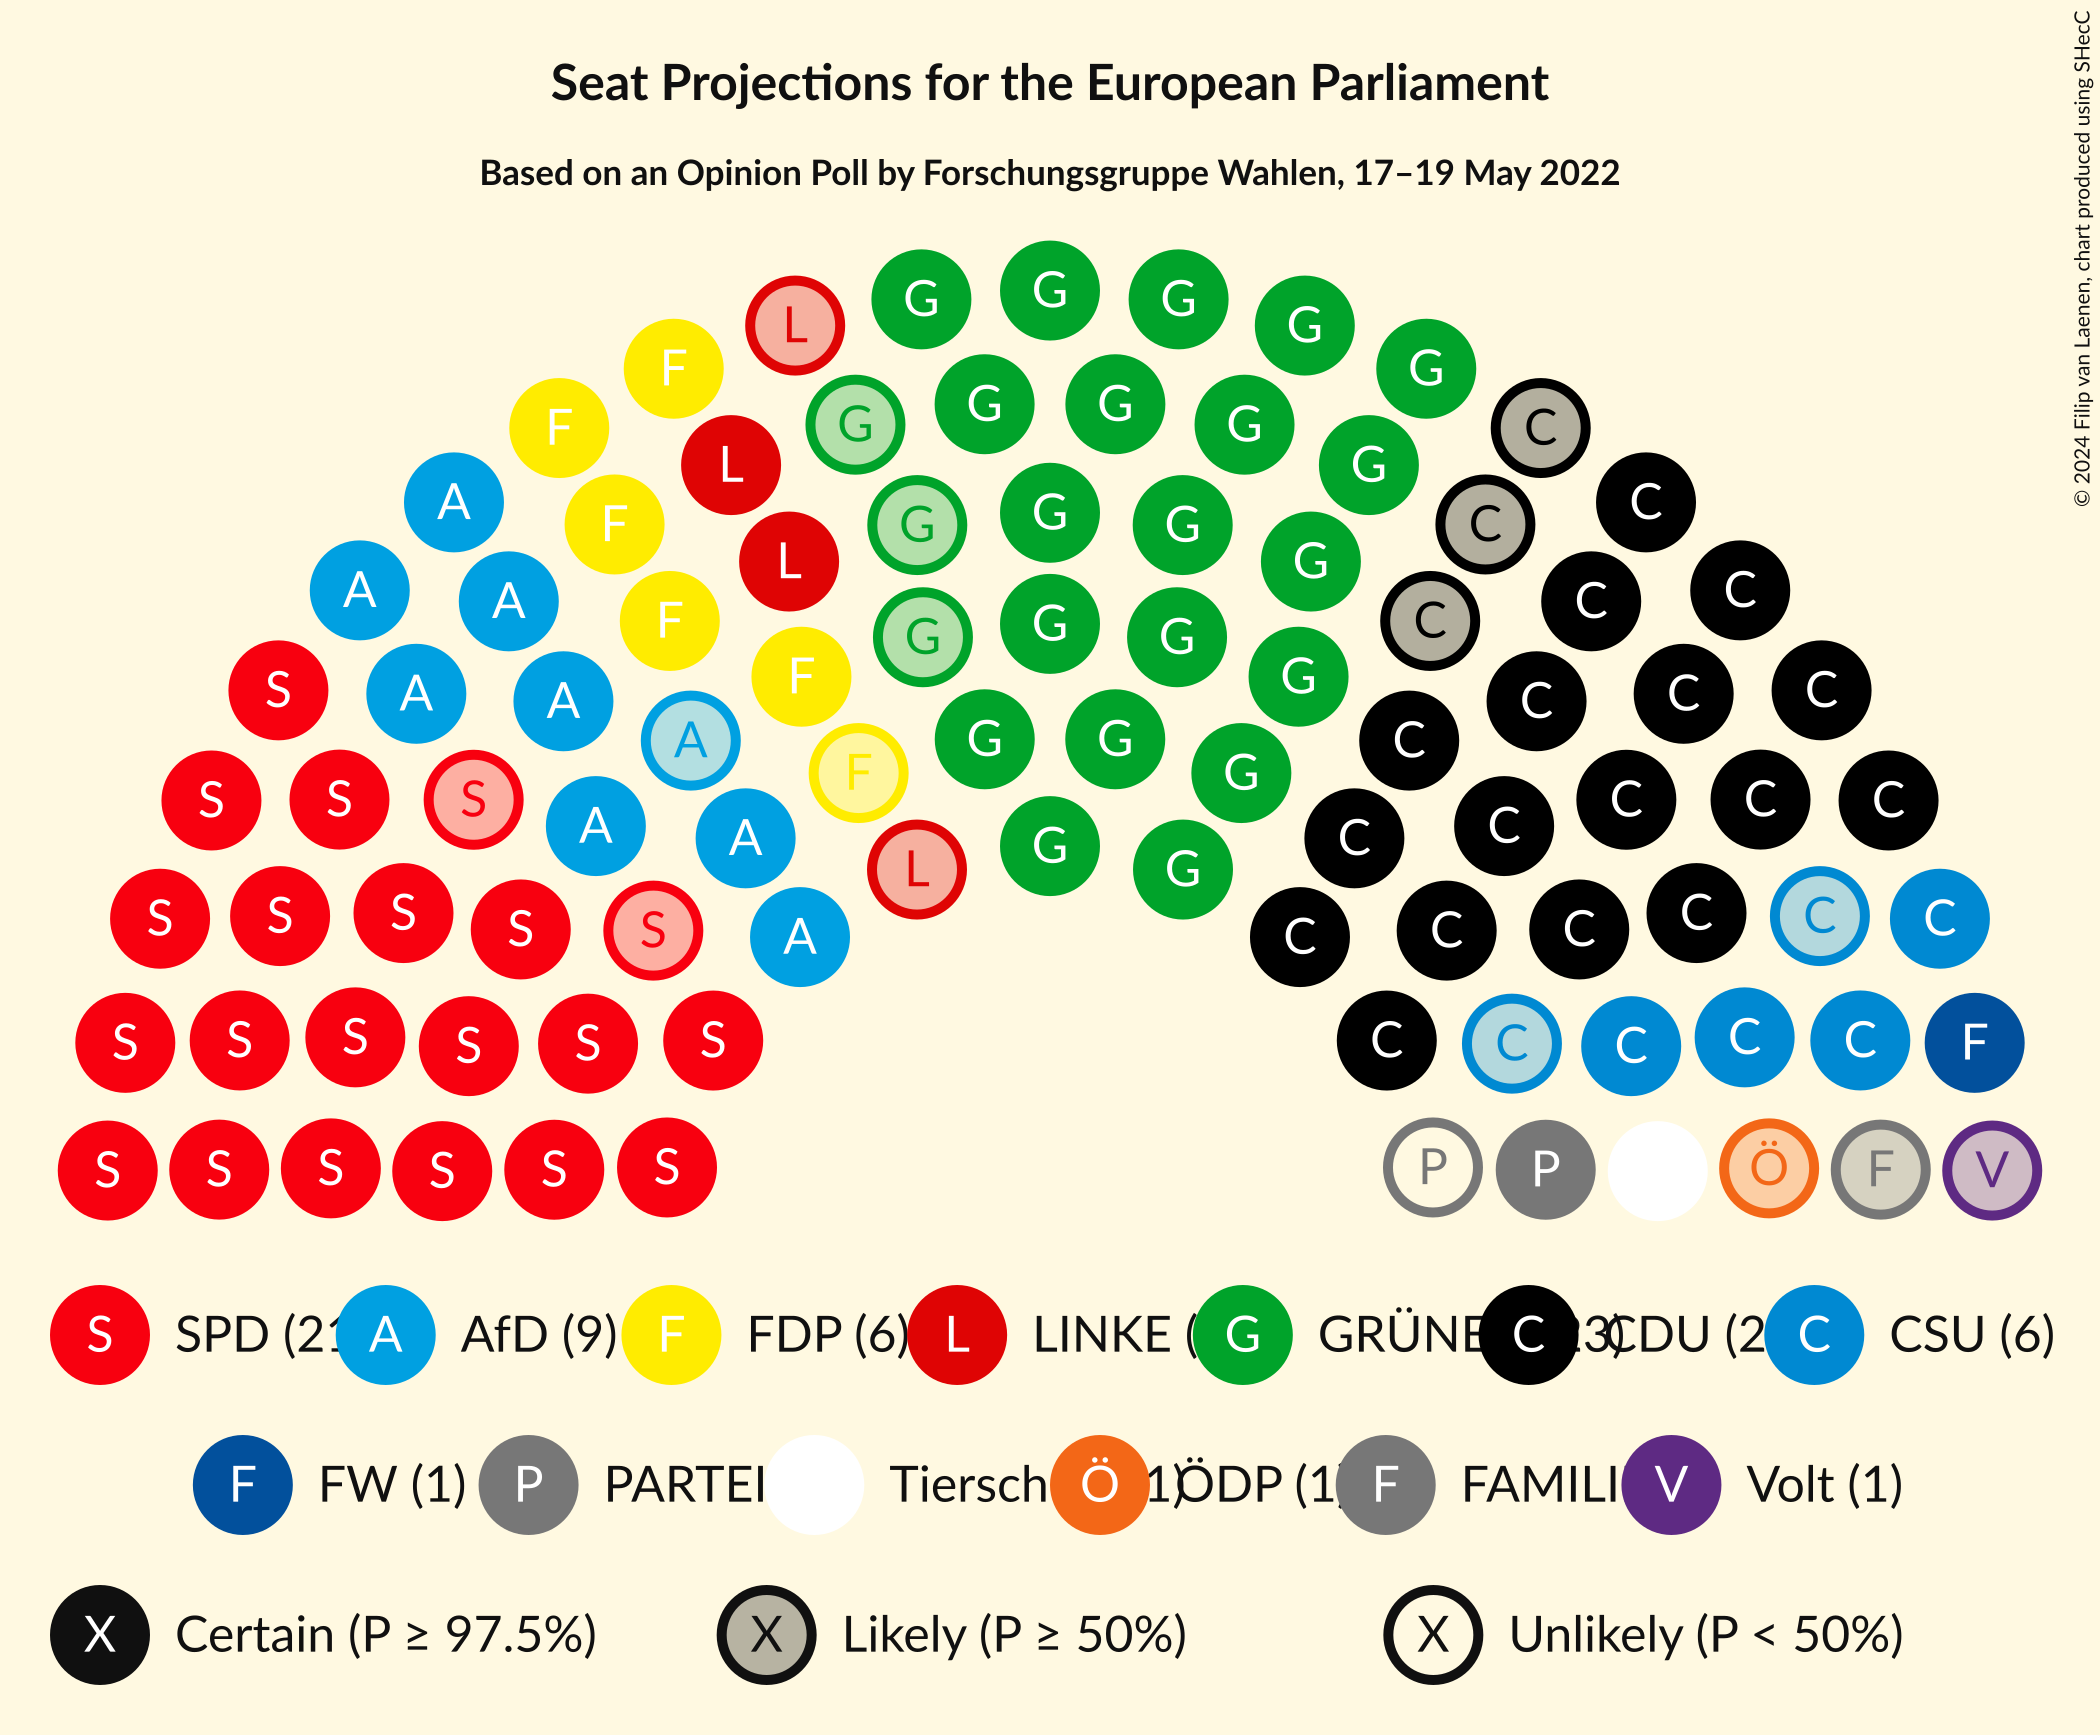 Seat Projections for the European Parliament
Based on an Opinion Poll by Forschungsgruppe Wahlen, 17–19 May 2022
© 2024 Filip van Laenen, chart produced using SHecC
G G G G
L G
F G G G G G
F C
A F L G G C C
A A F L G G G G C C C
S A A F F G G G G C C C C
S S S A A A F G G G C C C C C C
S S S S S A A L G G C C C C C C
S S S S S S C C C C C F
S S S S S S P P Ö F V
S SPD (21 A AfD (9) F FDP (6) L LINKE ( G GRÜNE C 23) CDU (2 C CSU (6)
F FW (1) P PARTEI Tiersch Ö 1) ÖDP (1 F FAMILI V Volt (1)
X Certain (P ≥ 97.5%) X Likely (P ≥ 50%) X Unlikely (P < 50%)